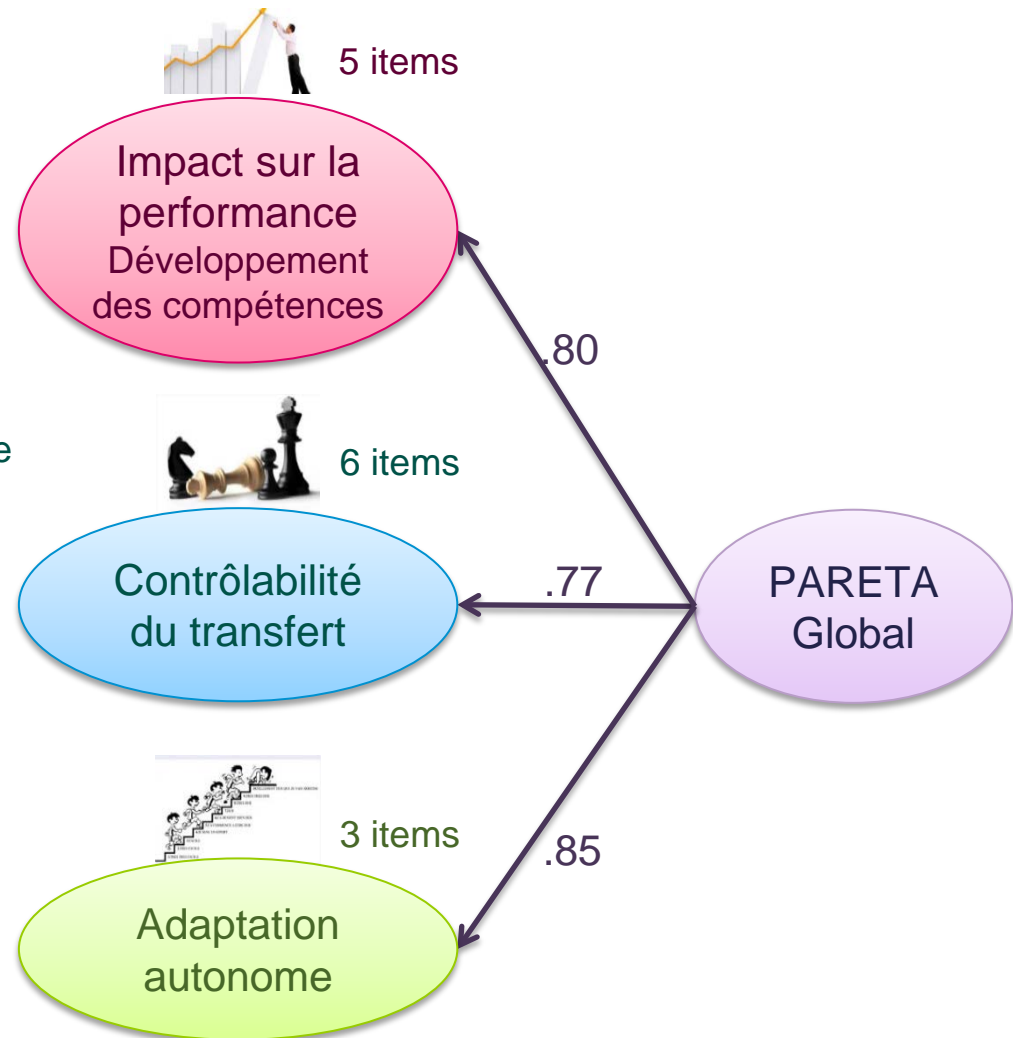 5 items
Impact sur la
performance
Développement
des compétences
.80
e
6 items
Contrôlabilité
du transfert
.77
PARETA
Global
3 items
.85
Adaptation
autonome